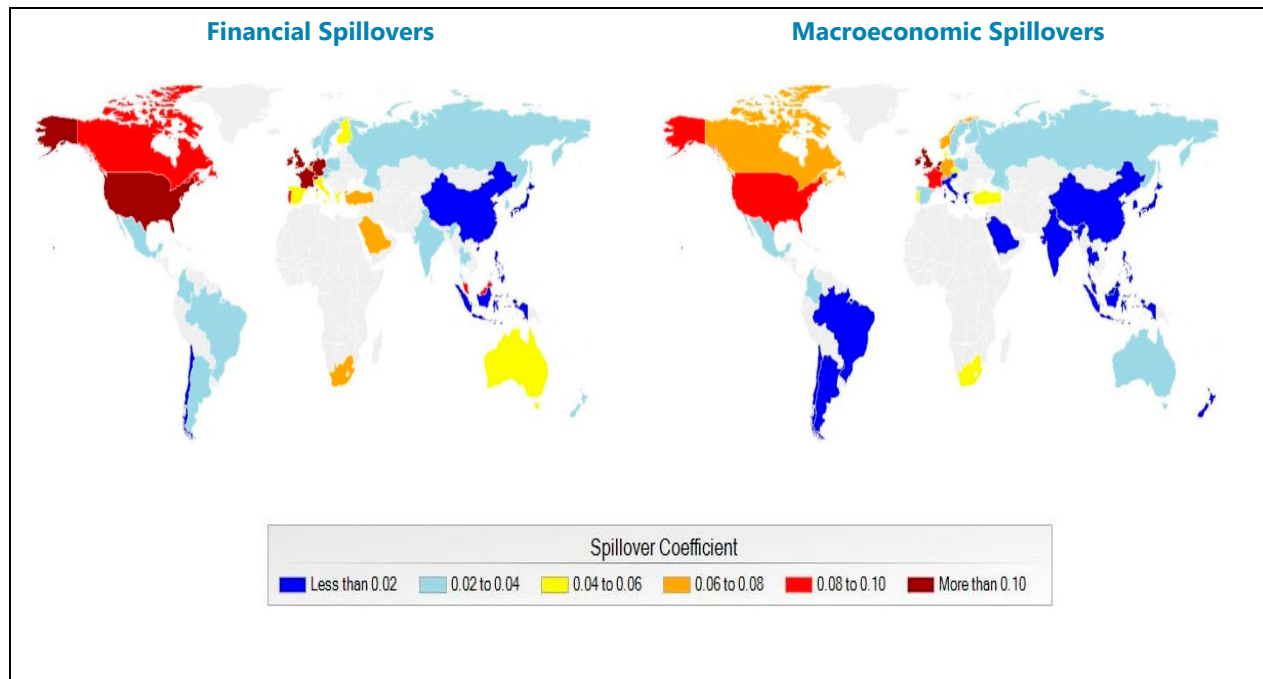 Financial Spillovers
Macroeconomic Spillovers
Spillover Coefficient
Less than 0.02
0.02 to 0.04
0.04 to 0.06
0.06 to 0.08
0.08 to 0.10
More than 0.10